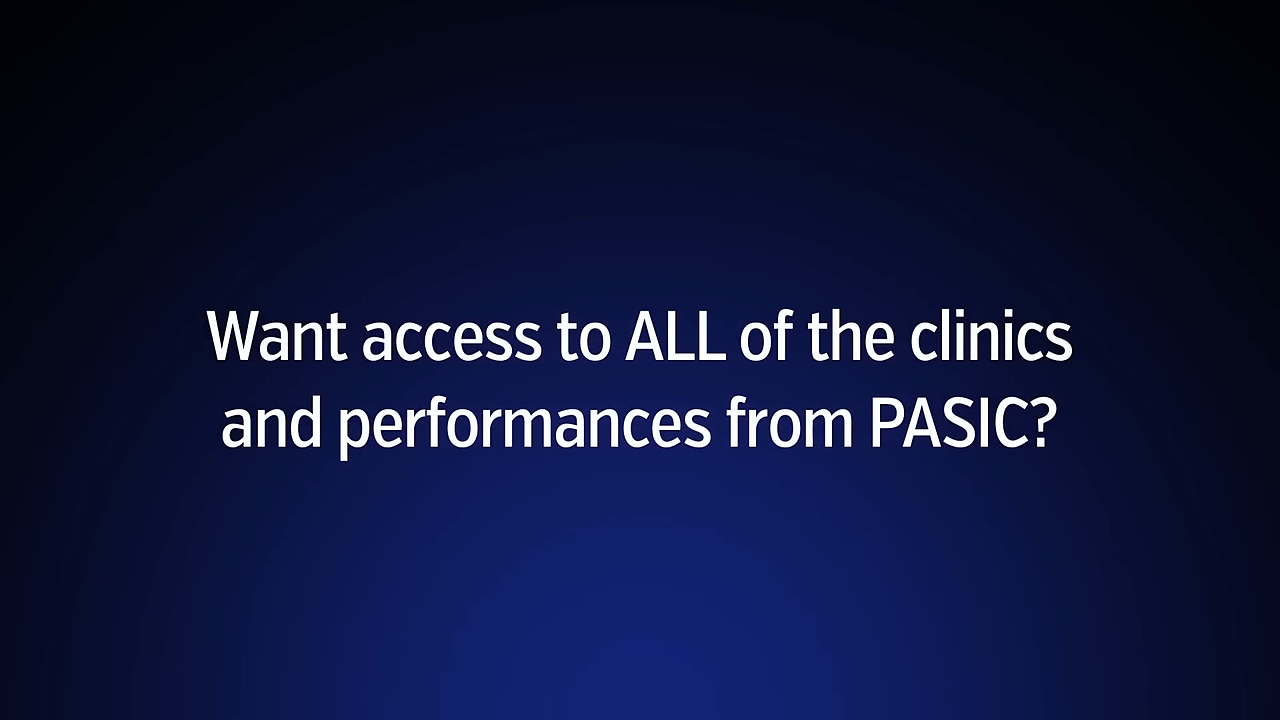 Want access to ALL of the clinics
and performances from PASIC?